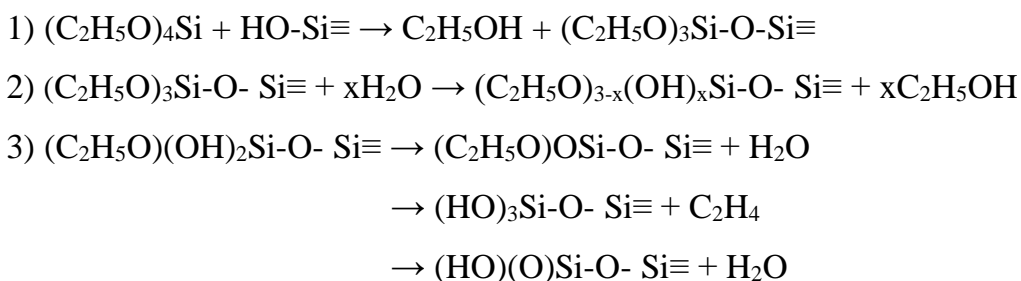 1) (C₂H₅O)₄Si + HO-Si≡ → C₂H₅OH + (C₂H₅O)₃Si-O-Si≡
2) (C₂H₅O)₃Si-O- Si≡ + xH₂O → (C₂H₅O)₃₋ₓ(OH)ₓSi-O- Si≡ + xC₂H₅OH
3) (C₂H₅O)(OH)₂Si-O- Si≡ → (C₂H₅O)OSi-O- Si≡ + H₂O
→ (HO)₃Si-O- Si≡ + C₂H₄
→ (HO)(O)Si-O- Si≡ + H₂O